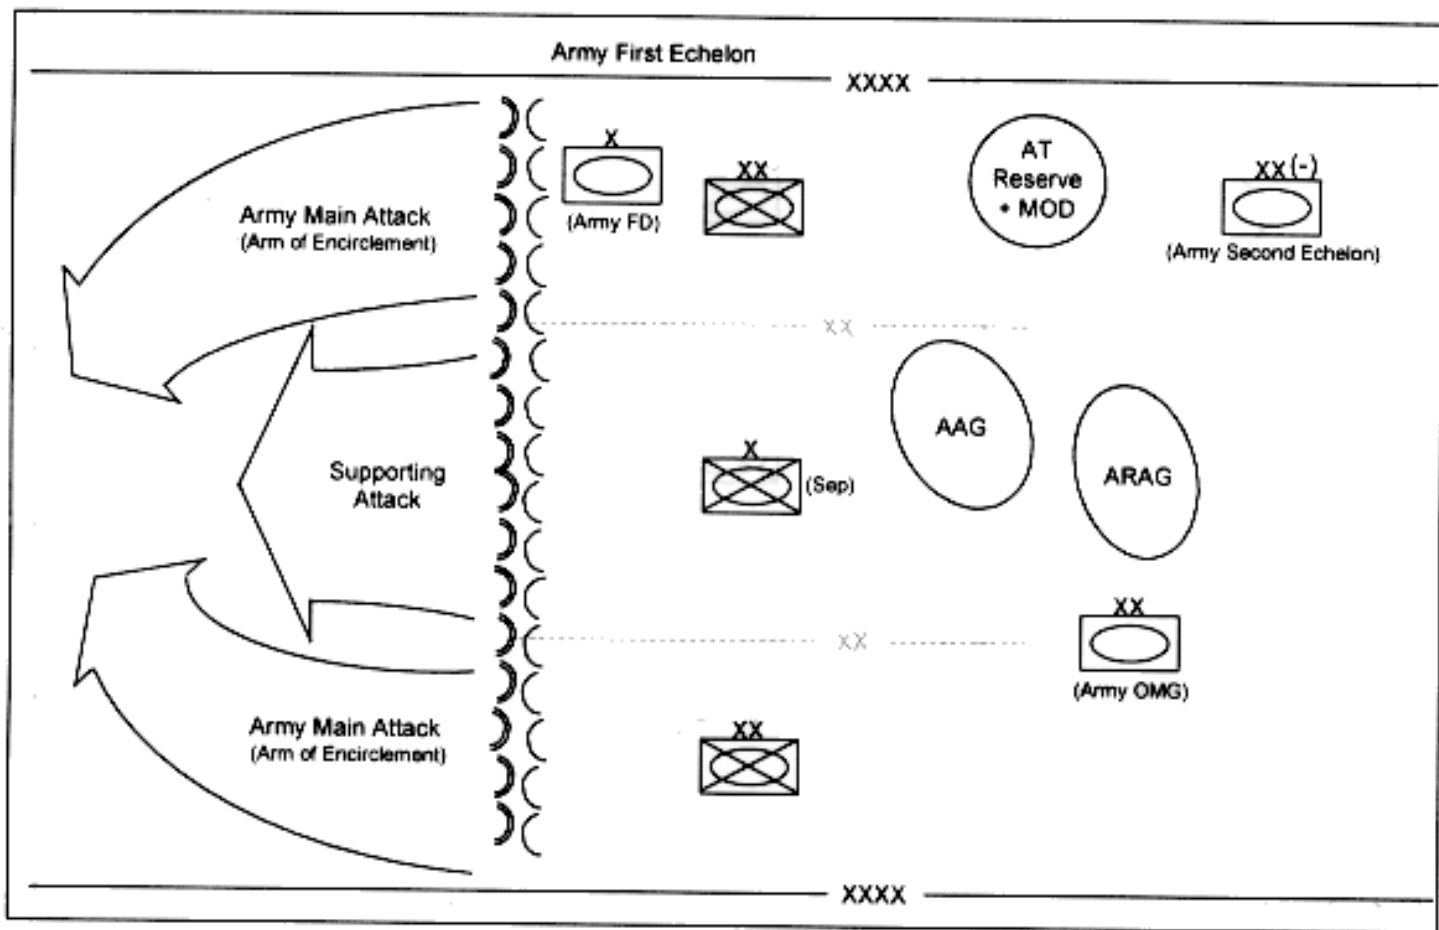 Army First Echelon
XXXX
X
(Army FD)
XX
AT
Reserve
+ MOD
XX(-)
(Army Second Echelon)
Army Main Attack
(Arm of Encirclement)
XX
AAG
ARAG
Supporting
Attack
X
(Sep)
XX
XX
(Army OMG)
Army Main Attack
(Arm of Encirclement)
XX
XXXX